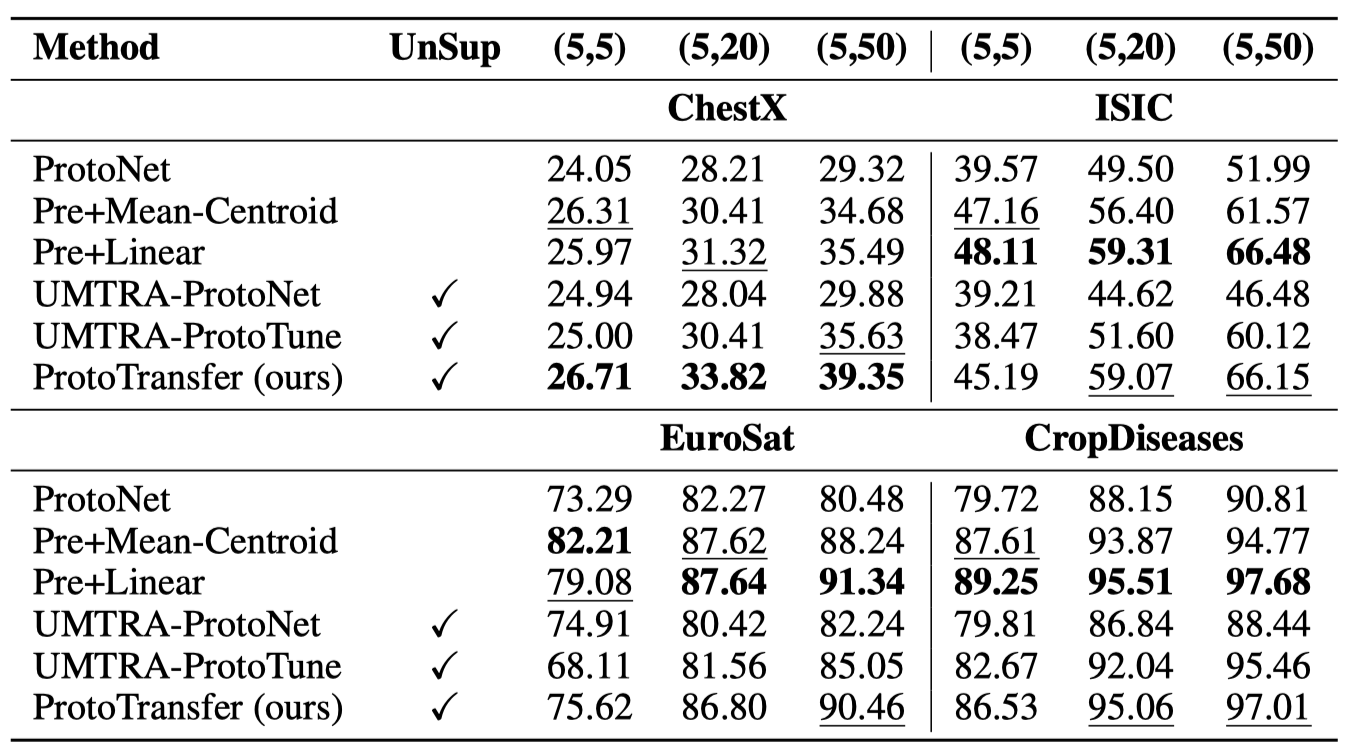 Method UnSup (5,5) (5,20) (5,50) (5,5) (5,20) (5,50)
ChestX ISIC
ProtoNet 24.05 28.21 29.32 39.57 49.50 51.99
Pre+Mean-Centroid 26.31 30.41 34.68 47.16 56.40 61.57
Pre+Linear 25.97 31.32 35.49 48.11 59.31 66.48
UMTRA-ProtoNet ✓ 24.94 28.04 29.88 39.21 44.62 46.48
UMTRA-ProtoTune ✓ 25.00 30.41 35.63 38.47 51.60 60.12
ProtoTransfer (ours) ✓ 26.71 33.82 39.35 45.19 59.07 66.15
EuroSat CropDiseases
ProtoNet 73.29 82.27 80.48 79.72 88.15 90.81
Pre+Mean-Centroid 82.21 87.62 88.24 87.61 93.87 94.77
Pre+Linear 79.08 87.64 91.34 89.25 95.51 97.68
UMTRA-ProtoNet ✓ 74.91 80.42 82.24 79.81 86.84 88.44
UMTRA-ProtoTune ✓ 68.11 81.56 85.05 82.67 92.04 95.46
ProtoTransfer (ours) ✓ 75.62 86.80 90.46 86.53 95.06 97.01